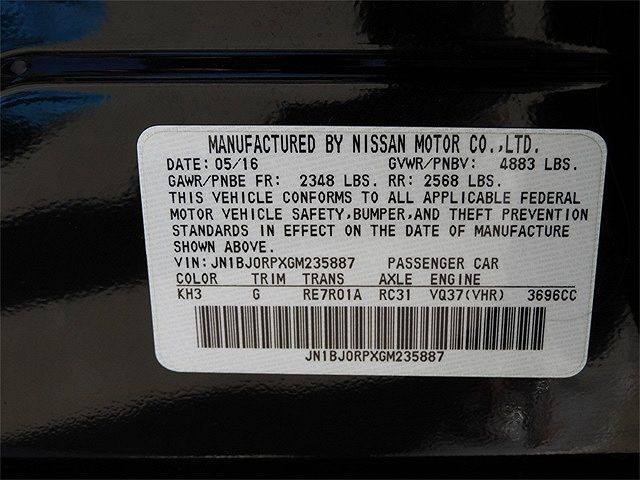 MANUFACTURED BY NISSAN MOTOR CO.,LTD.
DATE: 05/16 GVWR/PNBV: 4883 LBS.
GAWR/PNBE FR: 2348 LBS. RR: 2568 LBS.
THIS VEHICLE CONFORMS TO ALL APPLICABLE FEDERAL
MOTOR VEHICLE SAFETY,BUMPER,AND THEFT PREVENTION
STANDARDS IN EFFECT ON THE DATE OF MANUFACTURE
SHOWN ABOVE.
VIN: JN1BJ0RPXGM235887 PASSENGER CAR
COLOR TRIM TRANS AXLE ENGINE
KH3 G RE7R01A RC31 VQ37(VHR) 3696CC
JN1BJ0RPXGM235887